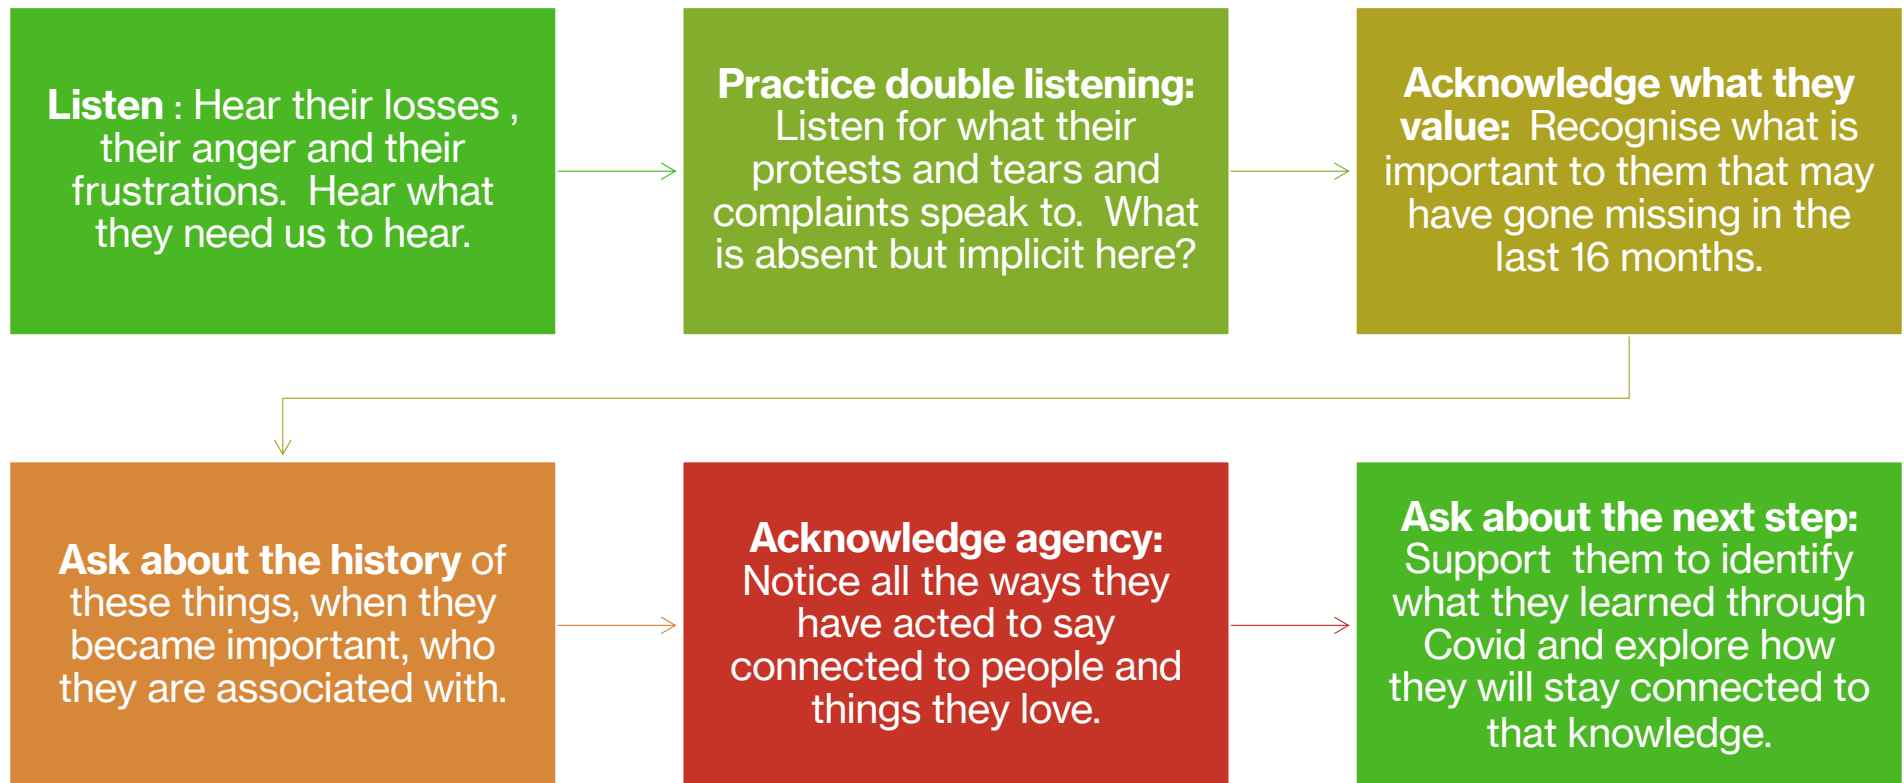 Listen : Hear their losses ,
their anger and their
frustrations. Hear what
they need us to hear.
Practice double listening:
Listen for what their
protests and tears and
complaints speak to. What
is absent but implicit here?
Acknowledge what they
value: Recognise what is
important to them that may
have gone missing in the
last 16 months.
Ask about the history of
these things, when they
became important, who
they are associated with.
Acknowledge agency:
Notice all the ways they
have acted to say
connected to people and
things they love.
Ask about the next step:
Support them to identify
what they learned through
Covid and explore how
they will stay connected to
that knowledge.